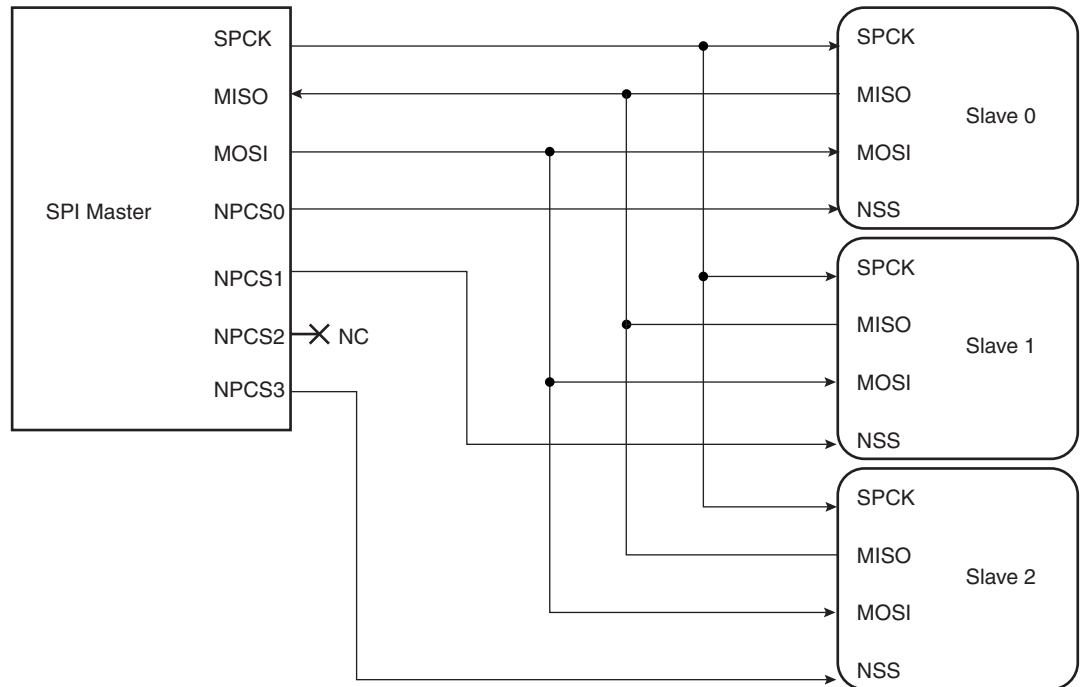 SPI Master
SPCK
MISO
MOSI
NPCS0
NPCS1
NPCS2
NC
NPCS3
SPCK
MISO
Slave 0
MOSI
NSS
SPCK
MISO
Slave 1
MOSI
NSS
SPCK
MISO
Slave 2
MOSI
NSS